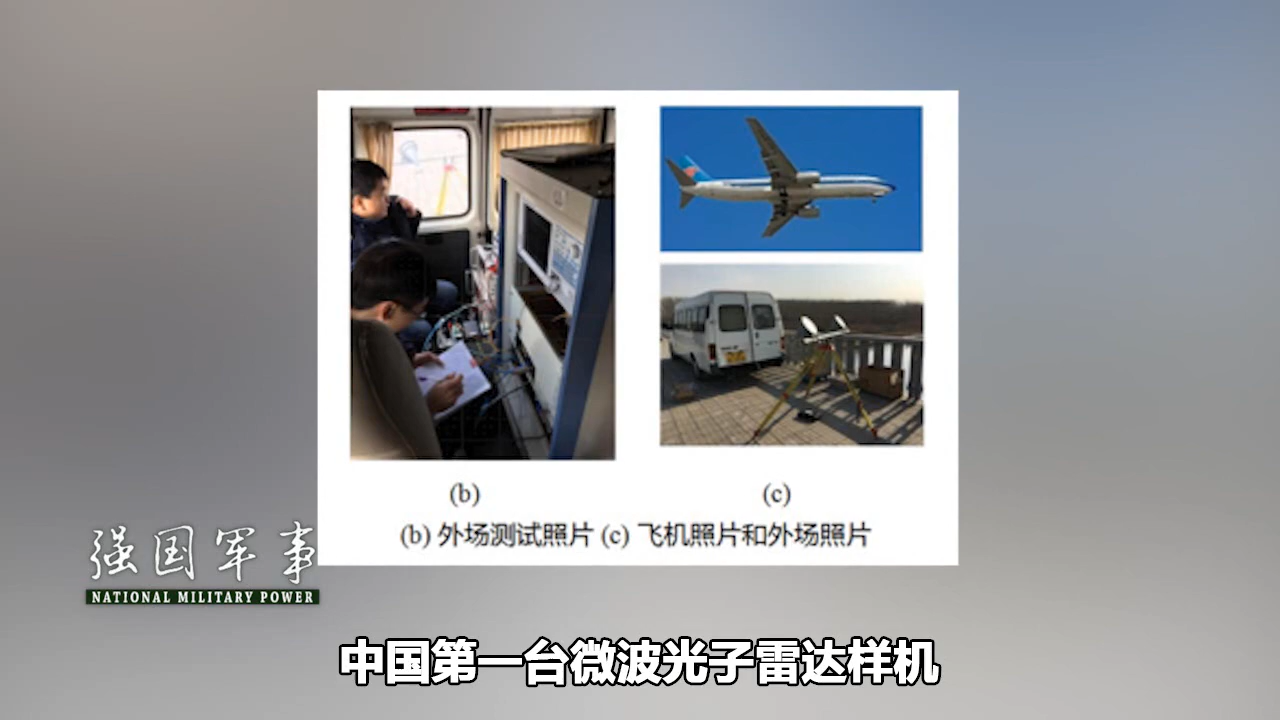 (b)
(c)
(b) 外场测试照片 (c) 飞机照片和外场照片
强国军事
NATIONAL MILITARY POWER
中国第一台微波光子雷达样机